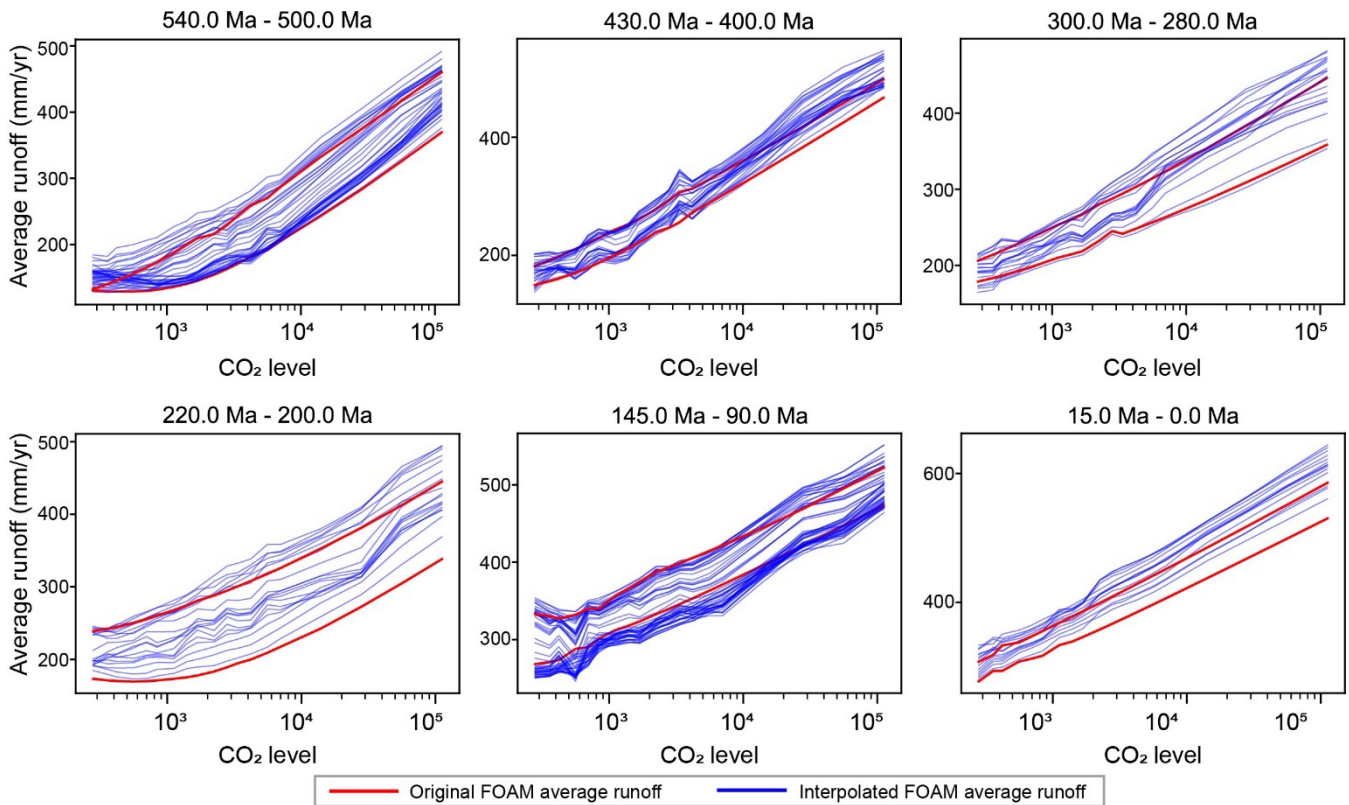 540.0 Ma - 500.0 Ma
430.0 Ma - 400.0 Ma
300.0 Ma - 280.0 Ma
Average runoff (mm/yr)
500
400
300
200
10³
10⁴
10⁵
CO₂ level
400
200
10³
10⁴
10⁵
CO₂ level
400
300
200
10³
10⁴
10⁵
CO₂ level
220.0 Ma - 200.0 Ma
145.0 Ma - 90.0 Ma
15.0 Ma - 0.0 Ma
Average runoff (mm/yr)
500
400
300
200
10³
10⁴
10⁵
CO₂ level
500
400
300
10³
10⁴
10⁵
CO₂ level
600
400
10³
10⁴
10⁵
CO₂ level
Original FOAM average runoff
Interpolated FOAM average runoff